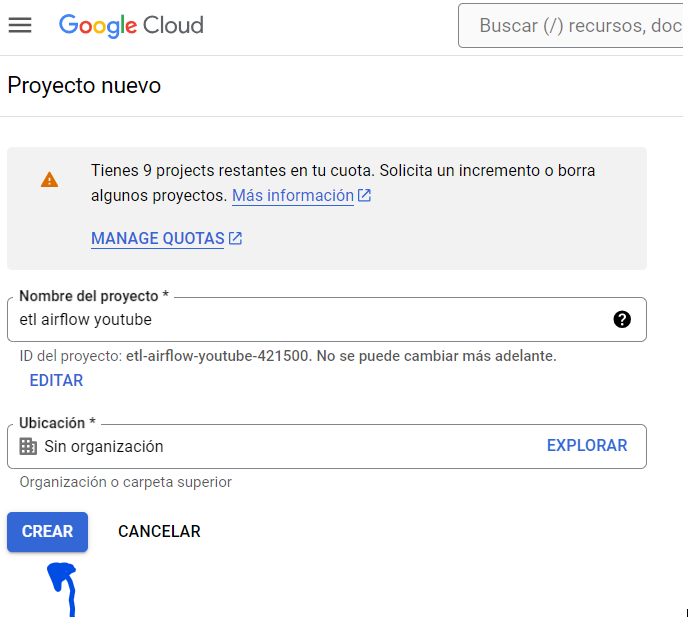 Google Cloud
Buscar (/) recursos, doc
Proyecto nuevo
Tienes 9 projects restantes en tu cuota. Solicita un incremento o borra
algunos proyectos. Más información
MANAGE QUOTAS
Nombre del proyecto *
etl airflow youtube
ID del proyecto: etl-airflow-youtube-421500. No se puede cambiar más adelante.
EDITAR
Ubicación *
Sin organización
EXPLORAR
Organización o carpeta superior
CREAR
CANCELAR